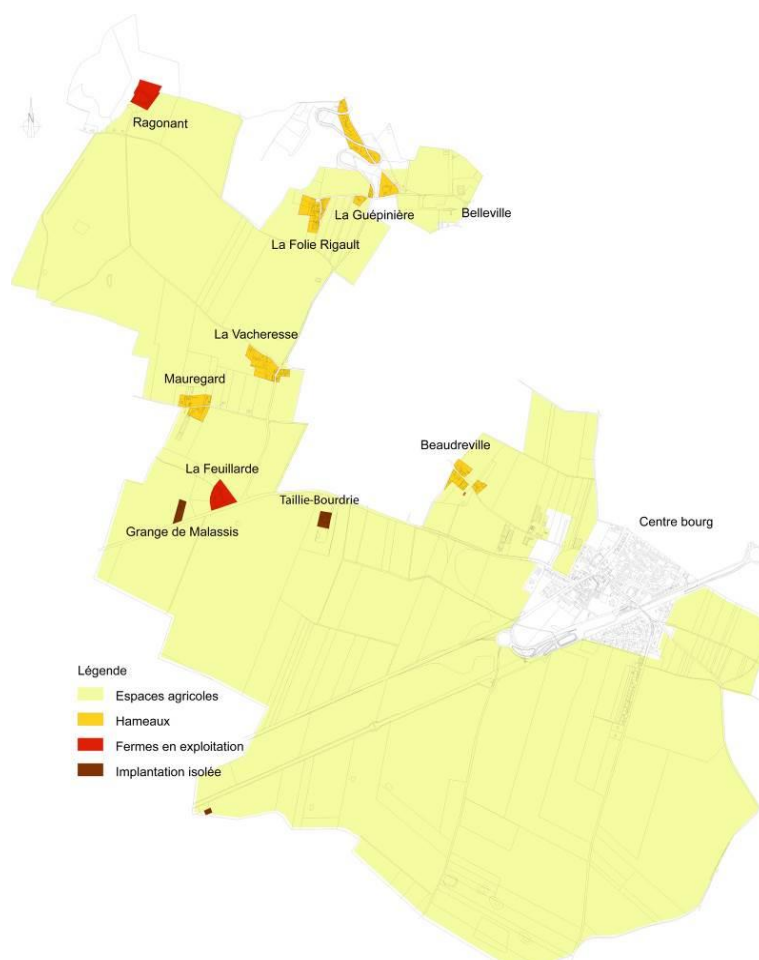 N
Ragonant
La Guépinière
Belleville
La Folie Rigault
La Vacheresse
Mauregard
Beaudreville
La Feuillarde
Taillie-Bourdrie
Centre bourg
Grange de Malassis
Légende
Espaces agricoles
Hameaux
Fermes en exploitation
Implantation isolée